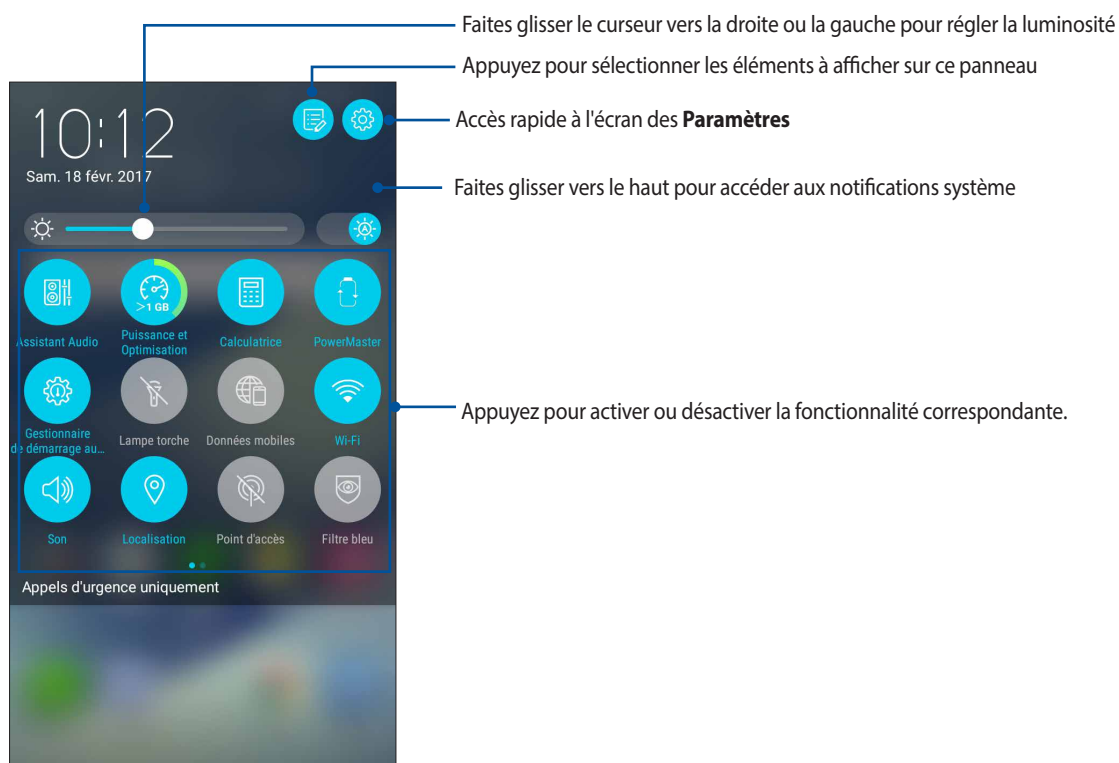 Faites glisser le curseur vers la droite ou la gauche pour régler la luminosité
Appuyez pour sélectionner les éléments à afficher sur ce panneau
Accès rapide à l'écran des Paramètres
Faites glisser vers le haut pour accéder aux notifications système
10:12
Sam. 18 févr. 2017
A
>1 GB
Assistant Audio
Puissance et
Optimisation
Calculatrice
PowerMaster
Gestionnaire
de démarrage au...
Lampe torche
Données mobiles
Wi-Fi
Appuyez pour activer ou désactiver la fonctionnalité correspondante.
Son
Localisation
Point d'accès
Filtre bleu
Appels d'urgence uniquement